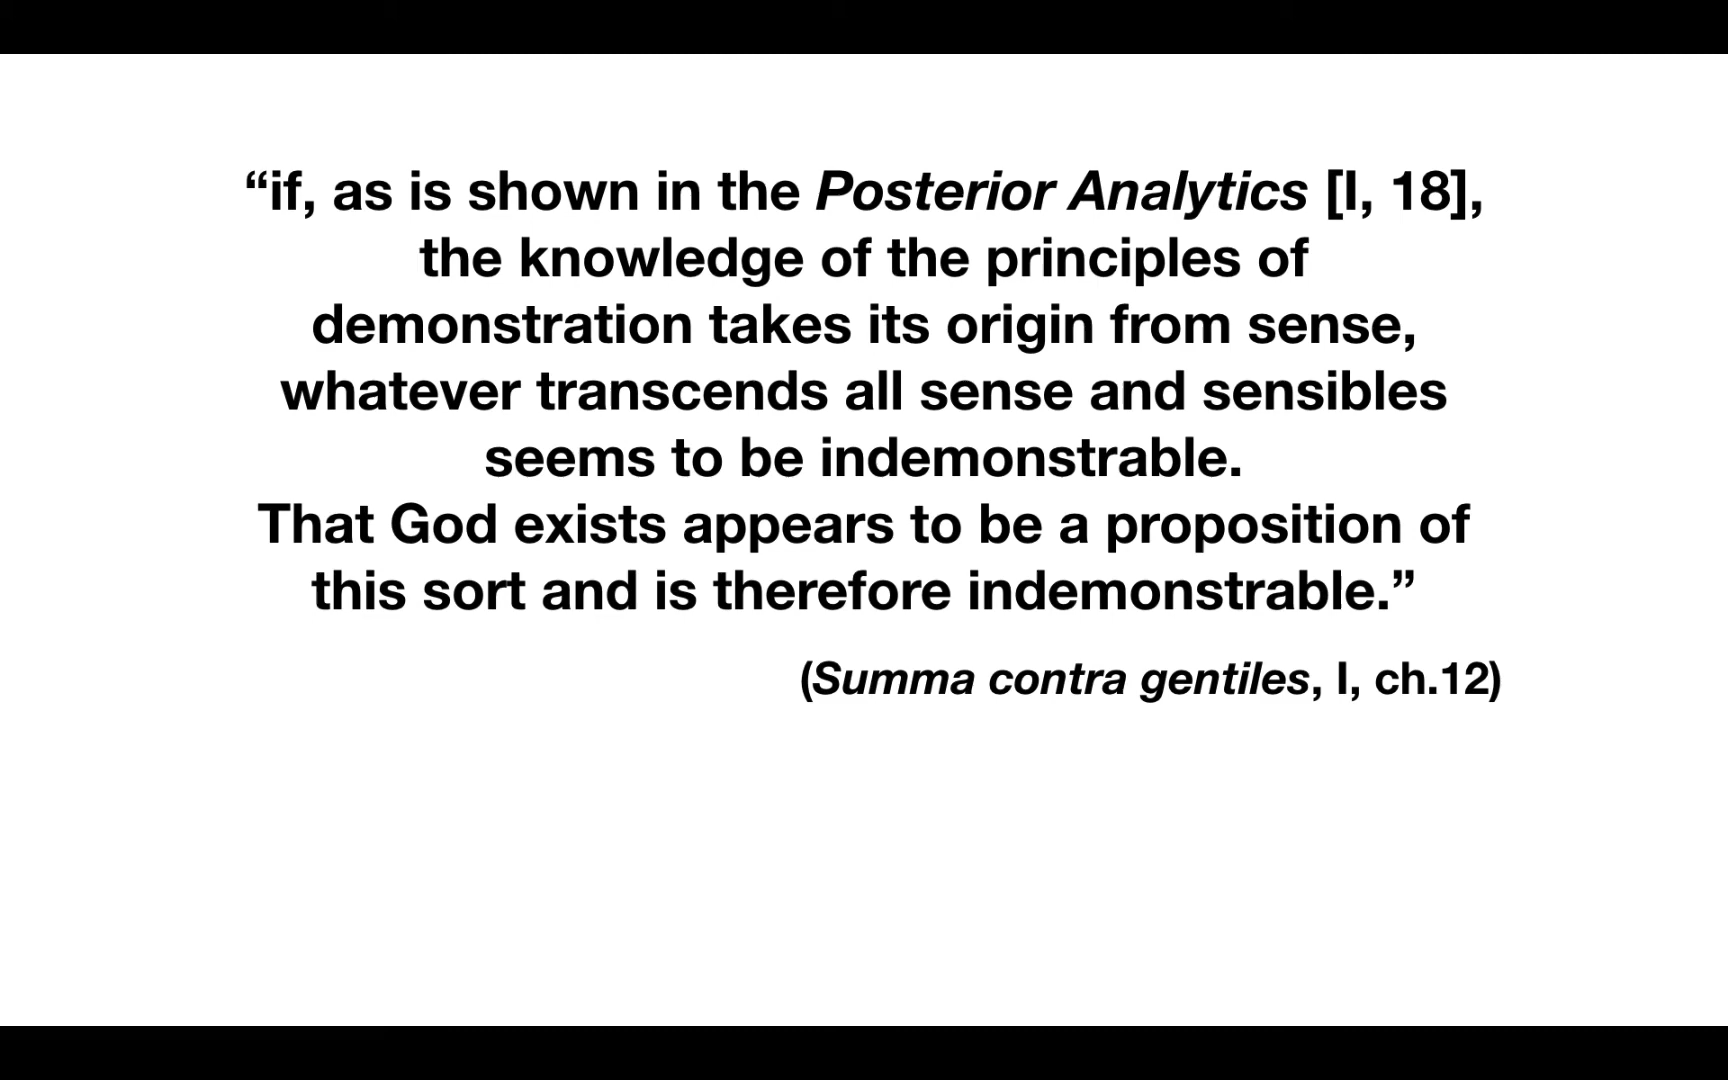 “if, as is shown in the Posterior Analytics [I, 18],
the knowledge of the principles of
demonstration takes its origin from sense,
whatever transcends all sense and sensibles
seems to be indemonstrable.
That God exists appears to be a proposition of
this sort and is therefore indemonstrable.”
(Summa contra gentiles, I, ch.12)